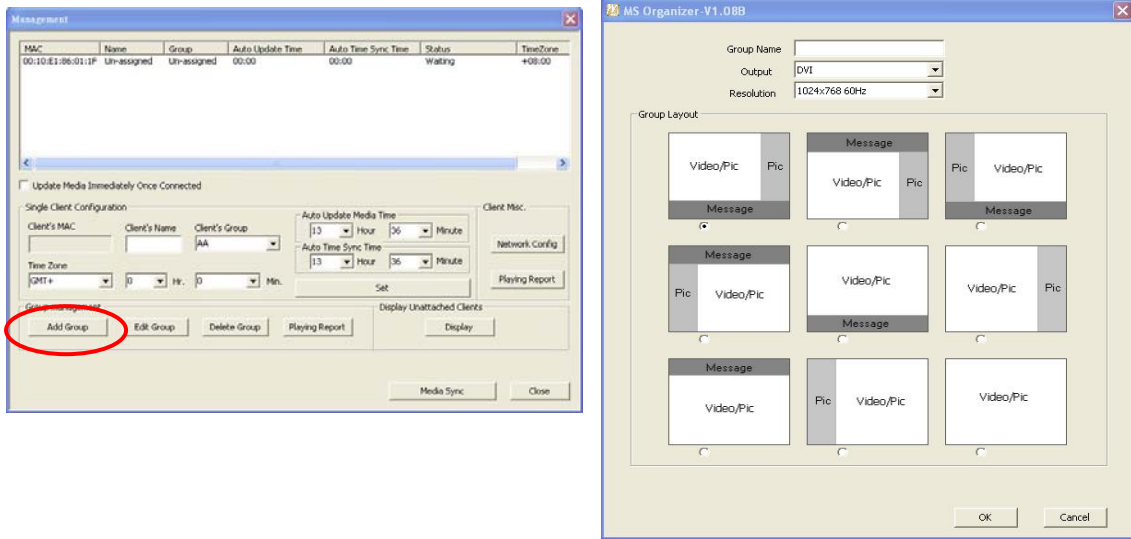 Management
MAC Name Group Auto Update Time Auto Time Sync Time Status TimeZone
00:10:E1:86:01:1F Un-assigned Un-assigned 00:00 00:00 Waiting +08:00
Update Media Immediately Once Connected
Single Client Configuration
Client's MAC Client's Name Client's Group
AA
Time Zone
GMT+ 0 Hr. 0 Min.
Auto Update Media Time
13 Hour 36 Minute
Auto Time Sync Time
13 Hour 36 Minute
Set
Client Misc.
Network Config
Playing Report
Group Management
Add Group Edit Group Delete Group Playing Report
Display Unattached Clients
Display
Media Sync Close
MS Organizer-V1.08B
Group Name
Output DVI
Resolution 1024x768 60Hz
Group Layout
Video/Pic Pic
Message
Message
Video/Pic Pic
Pic Video/Pic
Message
Message
Pic Video/Pic
Video/Pic
Message
Video/Pic Pic
Message
Video/Pic
Pic Video/Pic
Video/Pic
OK Cancel